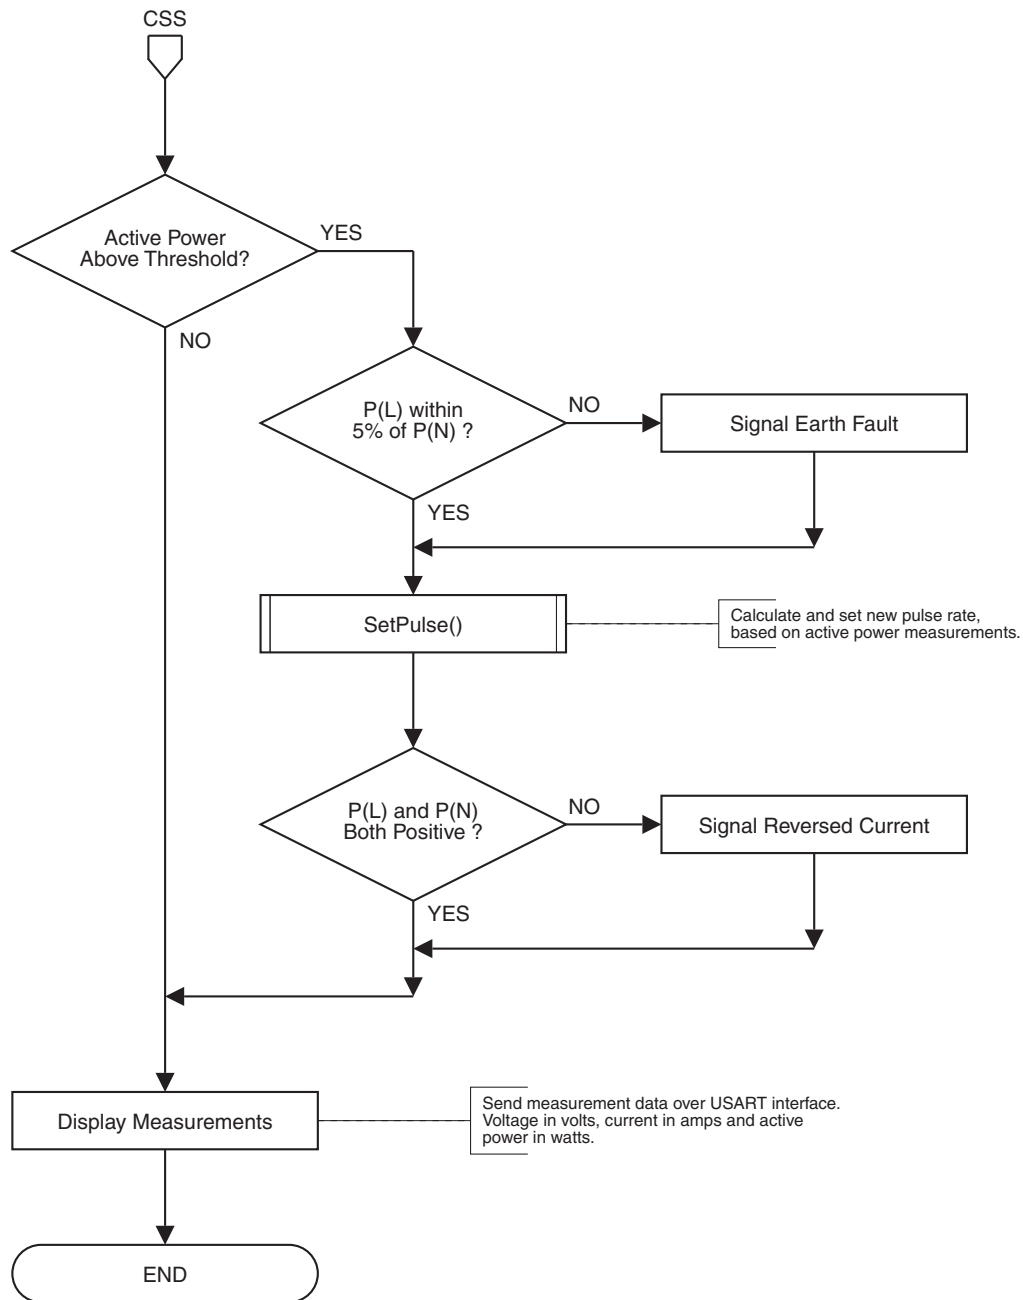 CSS
Active Power
Above Threshold?
YES
NO
P(L) within
5% of P(N) ?
NO
Signal Earth Fault
YES
SetPulse()
Calculate and set new pulse rate,
based on active power measurements.
P(L) and P(N)
Both Positive ?
NO
Signal Reversed Current
YES
Display Measurements
Send measurement data over USART interface.
Voltage in volts, current in amps and active
power in watts.
END